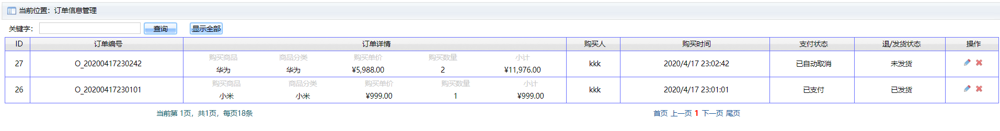 当前位置：订单信息管理
关键字： 查询 显示全部
ID 订单编号 订单详情 购买人 购买时间 支付状态 退/发货状态 操作
购买商品 商品分类 购买单价 购买数量 小计
27 O_20200417230242 华为 华为 ¥5,988.00 2 ¥11,976.00 kkk 2020/4/17 23:02:42 已自动取消 未发货
购买商品 商品分类 购买单价 购买数量 小计
26 O_20200417230101 小米 小米 ¥999.00 1 ¥999.00 kkk 2020/4/17 23:01:01 已支付 已发货
当前第 1页，共1页，每页18条 首页 上一页 1 下一页 尾页